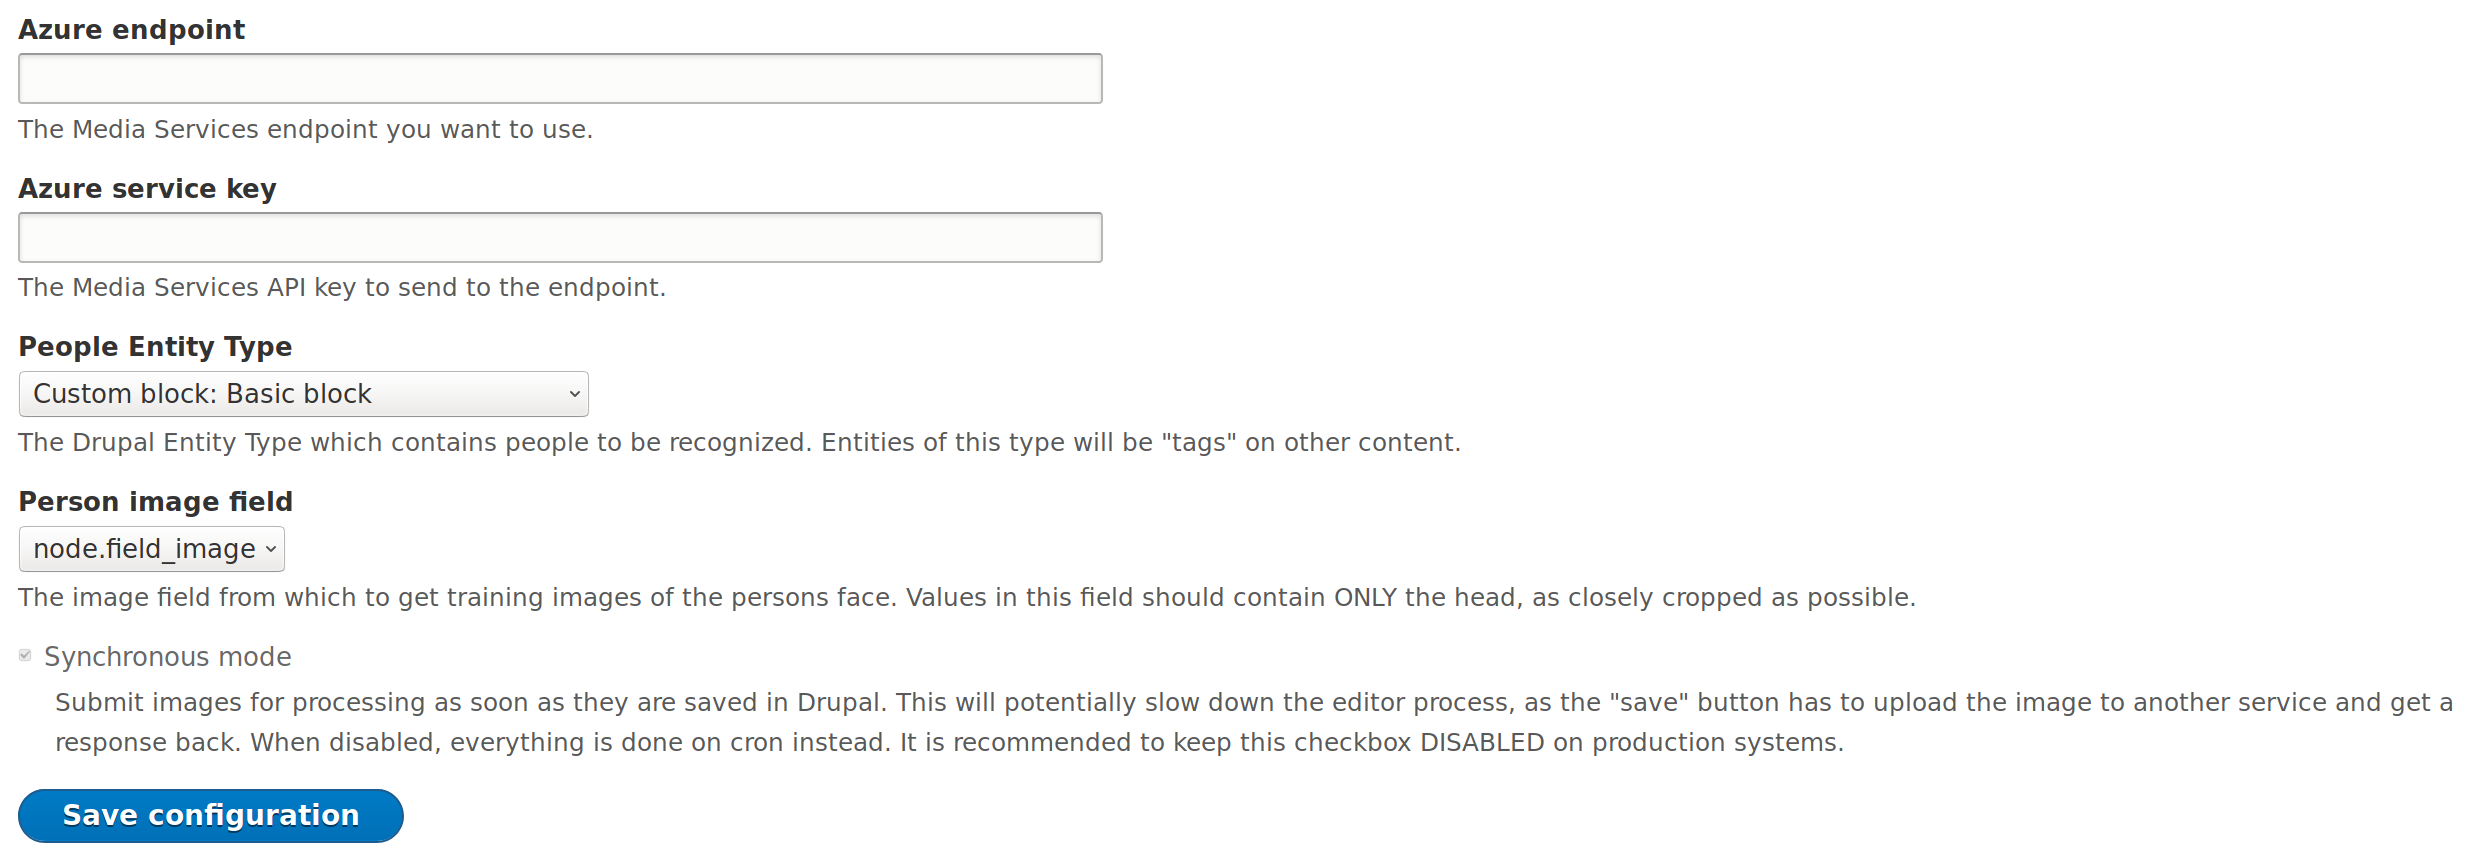 Azure endpoint
The Media Services endpoint you want to use.
Azure service key
The Media Services API key to send to the endpoint.
People Entity Type
Custom block: Basic block
The Drupal Entity Type which contains people to be recognized. Entities of this type will be "tags" on other content.
Person image field
node.field_image
The image field from which to get training images of the persons face. Values in this field should contain ONLY the head, as closely cropped as possible.
Synchronous mode
Submit images for processing as soon as they are saved in Drupal. This will potentially slow down the editor process, as the "save" button has to upload the image to another service and get a
response back. When disabled, everything is done on cron instead. It is recommended to keep this checkbox DISABLED on production systems.
Save configuration